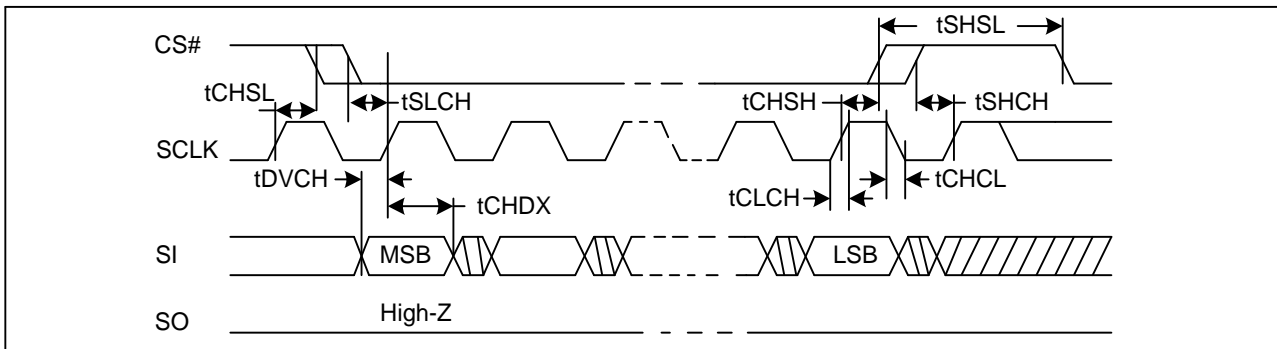 tSHSL
CS#
tCHSL
tSLCH
tCHSH
tSHCH
SCLK
tDVCH
tCHCL
tCLCH
tCHDX
SI
MSB
LSB
High-Z
SO